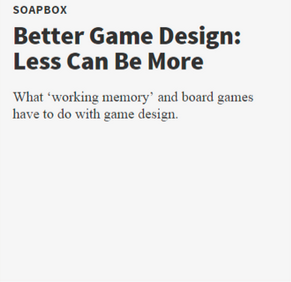 SOAPBOX
Better Game Design:
Less Can Be More
What ‘working memory’ and board games
have to do with game design.